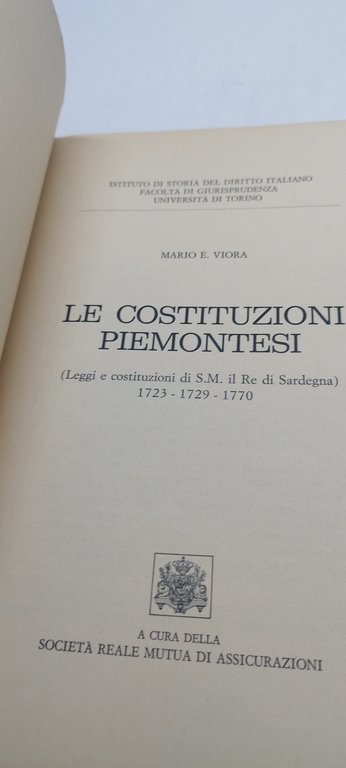 ISTITUTO DI STORIA DEL DIRITTO ITALIANO
FACOLTÀ DI GIURISPRUDENZA
UNIVERSITÀ DI TORINO
MARIO E. VIORA
LE COSTITUZIONI
PIEMONTESI
(Leggi e costituzioni di S.M. il Re di Sardegna)
1723 - 1729 - 1770
A CURA DELLA
SOCIETÀ REALE MUTUA DI ASSICURAZIONI